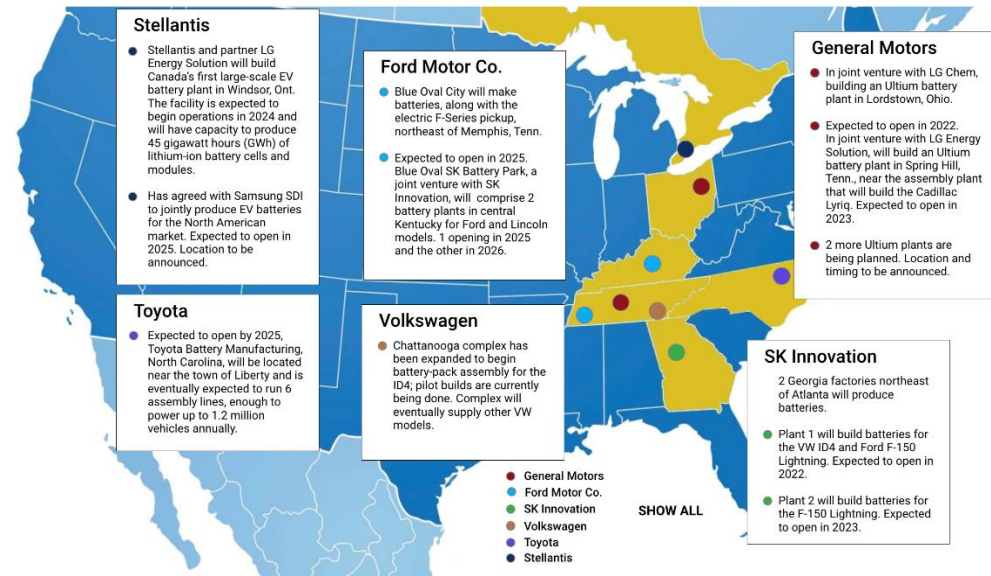 Stellantis
Stellantis and partner LG
Energy Solution will build
Canada's first large-scale EV
battery plant in Windsor, Ont.
The facility is expected to
begin operations in 2024 and
will have capacity to produce
45 gigawatt hours (GWh) of
lithium-ion battery cells and
modules.
Has agreed with Samsung SDI
to jointly produce EV batteries
for the North American
market. Expected to open in
2025. Location to be
announced.
Toyota
Expected to open by 2025,
Toyota Battery Manufacturing,
North Carolina, will be located
near the town of Liberty and is
eventually expected to run 6
assembly lines, enough to
power up to 1.2 million
vehicles annually.
Ford Motor Co.
Blue Oval City will make
batteries, along with the
electric F-Series pickup,
northeast of Memphis, Tenn.
Expected to open in 2025.
Blue Oval SK Battery Park, a
joint venture with SK
Innovation, will comprise 2
battery plants in central
Kentucky for Ford and Lincoln
models. 1 opening in 2025
and the other in 2026.
Volkswagen
Chattanooga complex has
been expanded to begin
battery-pack assembly for the
ID4; pilot builds are currently
being done. Complex will
eventually supply other VW
models.
General Motors
In joint venture with LG Chem,
building an Ultium battery
plant in Lordstown, Ohio.
Expected to open in 2022.
In joint venture with LG Energy
Solution, will build an Ultium
battery plant in Spring Hill,
Tenn., near the assembly plant
that will build the Cadillac
Lyriq. Expected to open in
2023.
2 more Ultium plants are
being planned. Location and
timing to be announced.
SK Innovation
2 Georgia factories northeast
of Atlanta will produce
batteries.
Plant 1 will build batteries for
the VW ID4 and Ford F-150
Lightning. Expected to open in
2022.
Plant 2 will build batteries for
the F-150 Lightning. Expected
to open in 2023.
General Motors
Ford Motor Co.
SK Innovation
Volkswagen
Toyota
Stellantis
SHOW ALL